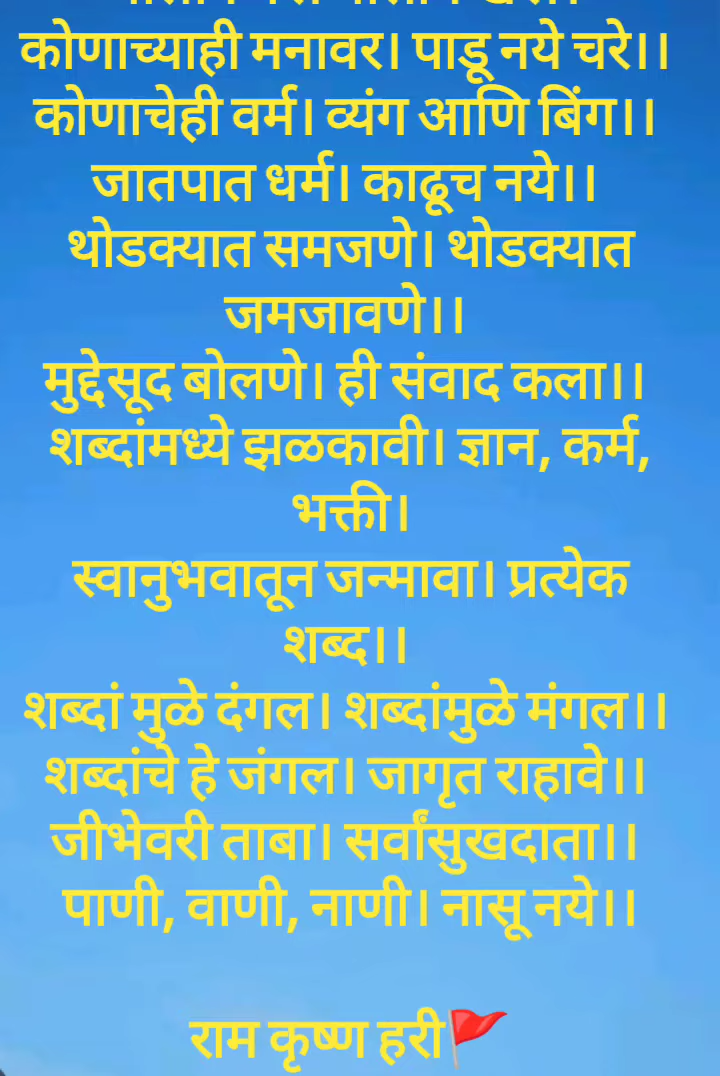 कोणाच्याही मनावर। पाडू नये चरे।।
कोणाचेही वर्म। व्यंग आणि बिंग।।
जातपात धर्म। काढूच नये।।
थोडक्यात समजणे। थोडक्यात
जमजावणे।।
मुद्देसूद बोलणे। ही संवाद कला।।
शब्दांमध्ये झळकावी। ज्ञान, कर्म,
भक्ती।
स्वानुभवातून जन्मावा। प्रत्येक
शब्द।।
शब्दां मुळे दंगल। शब्दांमुळे मंगल।।
शब्दांचे हे जंगल। जागृत राहावे।।
जीभेवरी ताबा। सर्वांसुखदाता।।
पाणी, वाणी, नाणी। नासू नये।।
राम कृष्ण हरी🚩